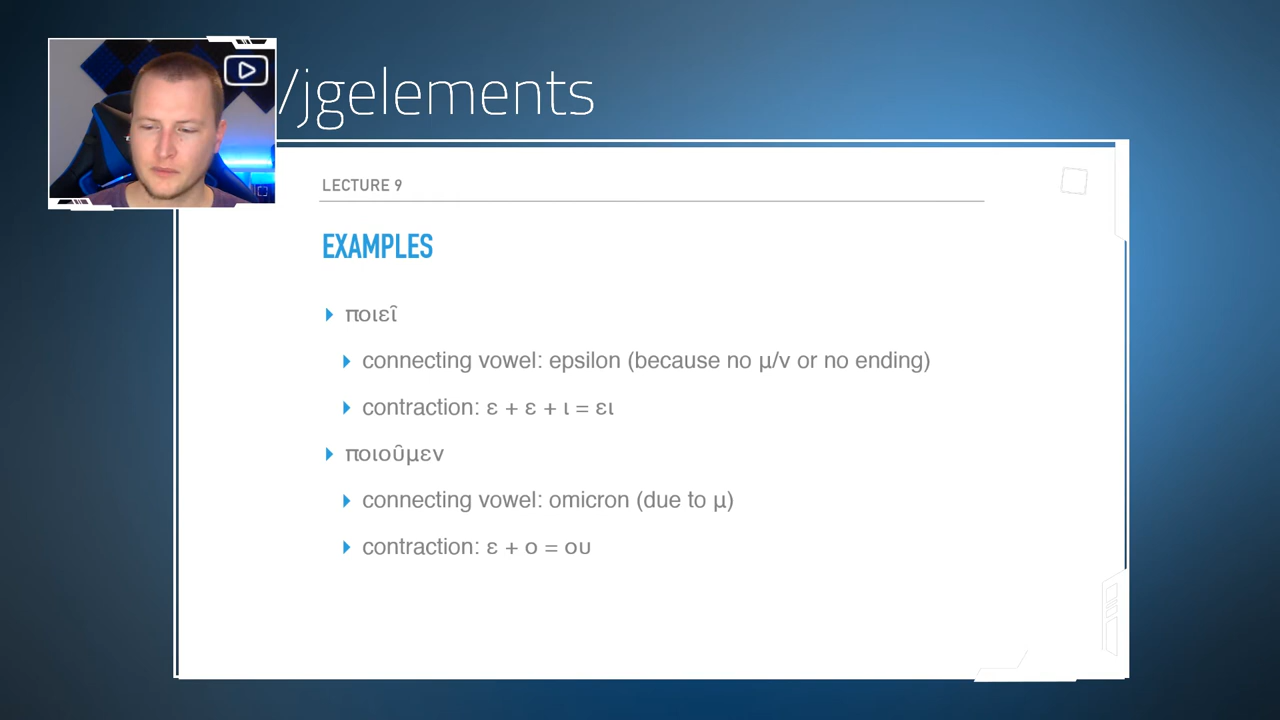 /jgelements
LECTURE 9
EXAMPLES
ποιεῖ
connecting vowel: epsilon (because no μ/ν or no ending)
contraction: ε + ε + ι = ει
ποιοῦμεν
connecting vowel: omicron (due to μ)
contraction: ε + ο = ου